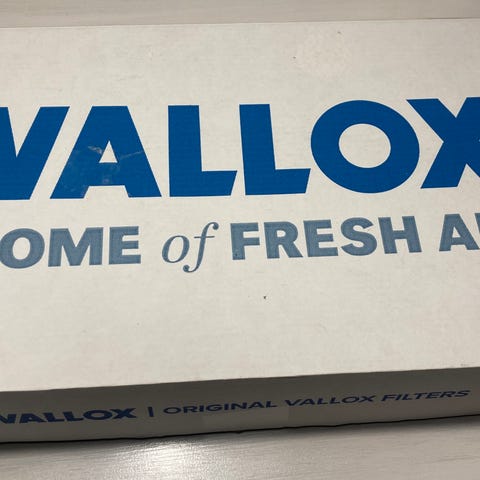 VALLOX
OME of FRESH A
VALLOX | ORIGINAL VALLOX FILTERS